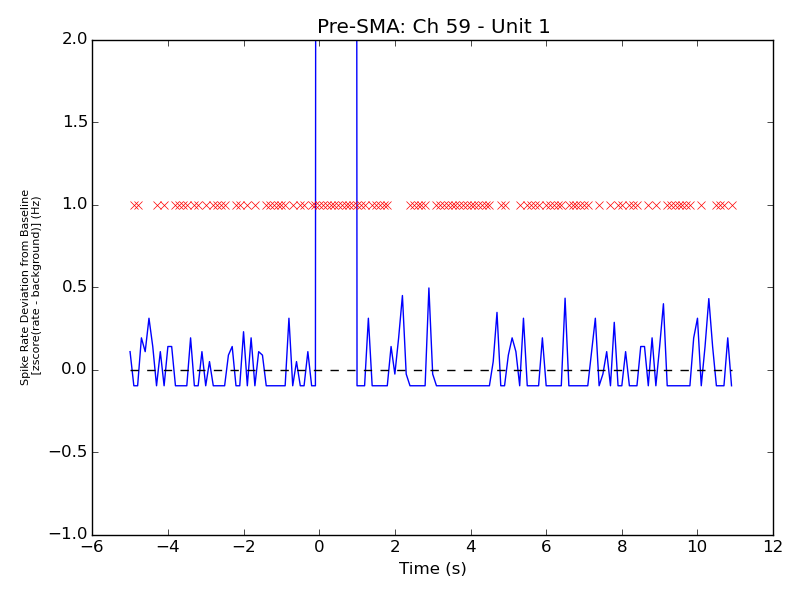 Pre-SMA: Ch 59 - Unit 1
2.0
1.5
1.0
0.5
0.0
−0.5
−1.0
Spike Rate Deviation from Baseline
[zscore(rate - background)] (Hz)
−6 −4 −2 0 2 4 6 8 10 12
Time (s)